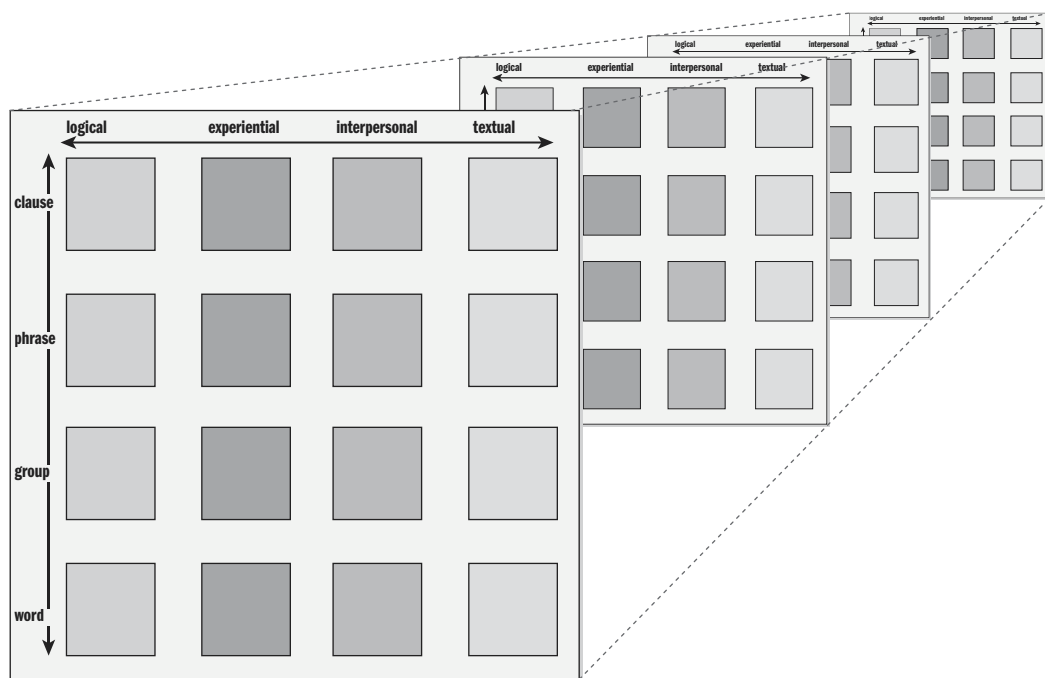 logical experiential interpersonal textual
logical experiential interpersonal textual
logical experiential interpersonal textual
logical experiential interpersonal textual
clause
phrase
group
word